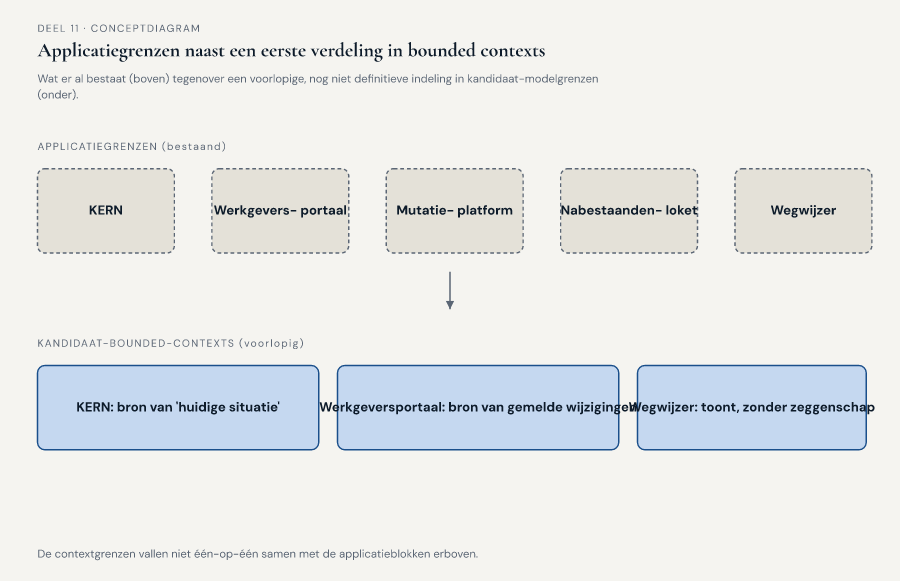 DEEL 11 · CONCEPTDIAGRAM
Applicatiegrenzen naast een eerste verdeling in bounded contexts
Wat er al bestaat (boven) tegenover een voorlopige, nog niet definitieve indeling in kandidaat-modelgrenzen
(onder).
APPLICATIEGRENZEN (bestaand)
KERN
Werkgevers- portaal
Mutatie- platform
Nabestaanden- loket
Wegwijzer
KANDIDAAT-BOUNDED-CONTEXTS (voorlopig)
KERN: bron van 'huidige situatie'
Werkgeversportaal: bron van gemelde wijzigingen
Wegwijzer: toont, zonder zeggenschap
De contextgrenzen vallen niet één-op-één samen met de applicatieblokken erboven.